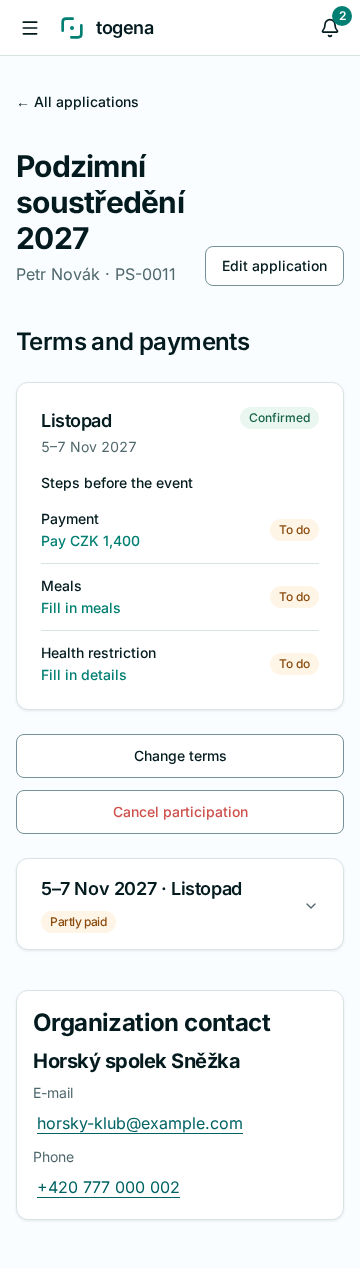 togena
2
← All applications
Podzimní
soustředění
2027
Petr Novák · PS-0011
Edit application
Terms and payments
Listopad
Confirmed
5–7 Nov 2027
Steps before the event
Payment
Pay CZK 1,400
To do
Meals
Fill in meals
To do
Health restriction
Fill in details
To do
Change terms
Cancel participation
5–7 Nov 2027 · Listopad
Partly paid
Organization contact
Horský spolek Sněžka
E-mail
horsky-klub@example.com
Phone
+420 777 000 002